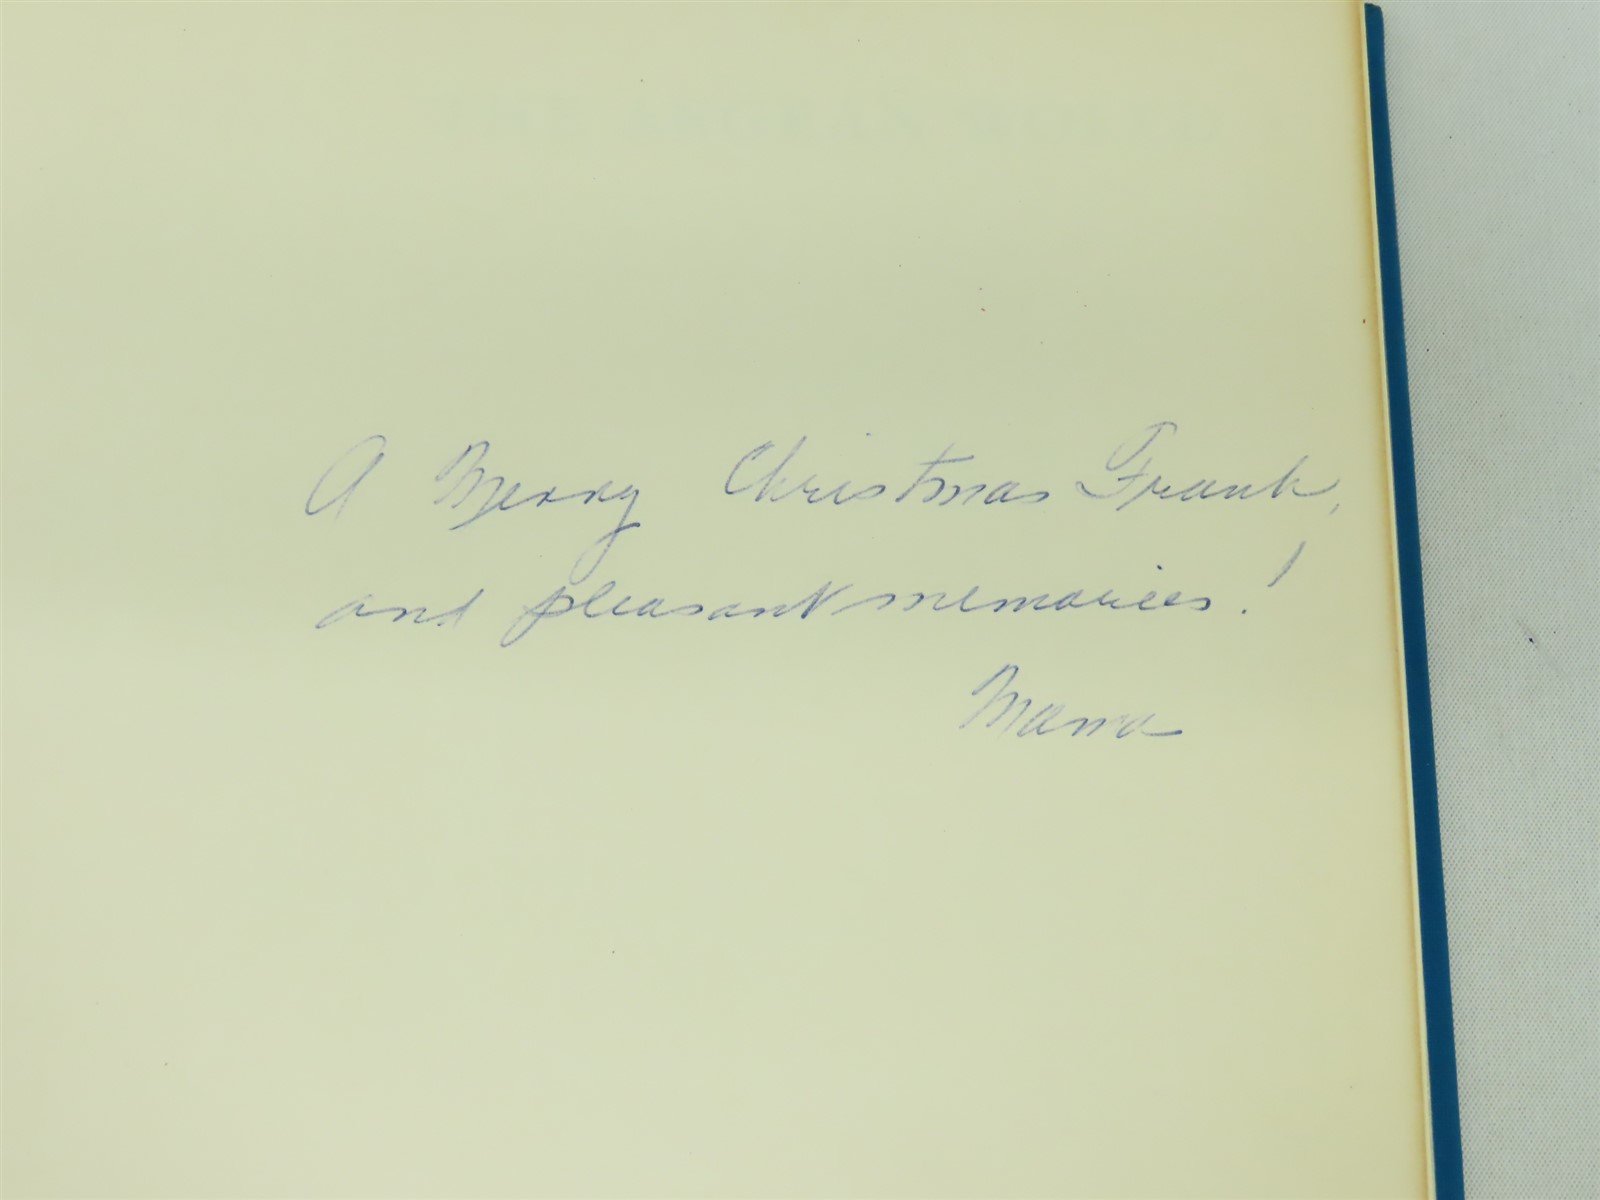 A Merry Christmas Frank,
and pleasant memories!
Mama